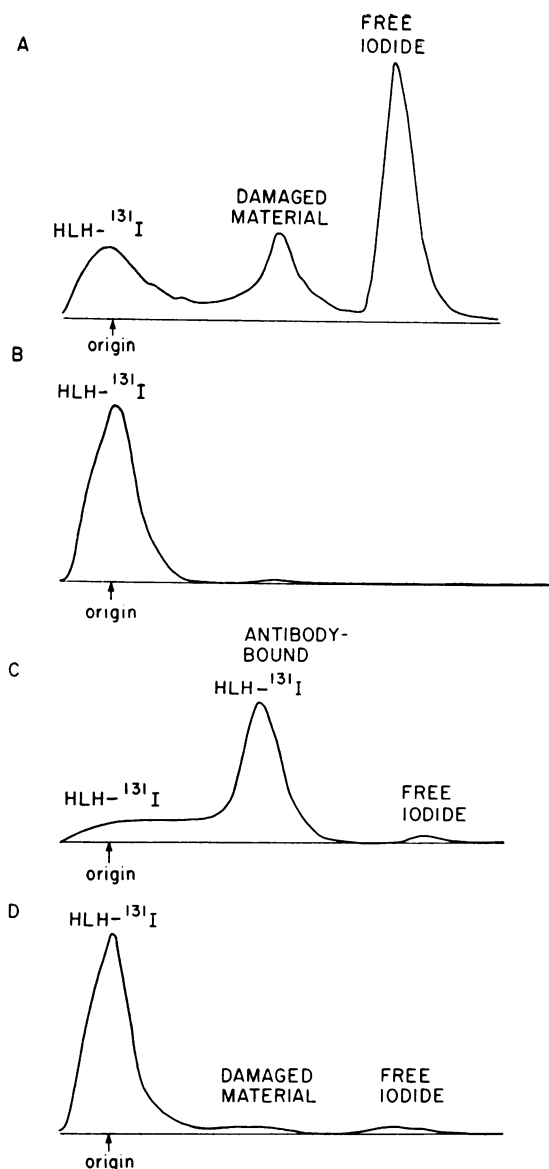 A
FREE
IODIDE
DAMAGED
MATERIAL
HLH-131I
origin
B
HLH-131I
origin
ANTIBODY-
BOUND
C
HLH-131I
HLH-131I
FREE
IODIDE
origin
D
HLH-131I
DAMAGED
MATERIAL
FREE
IODIDE
origin